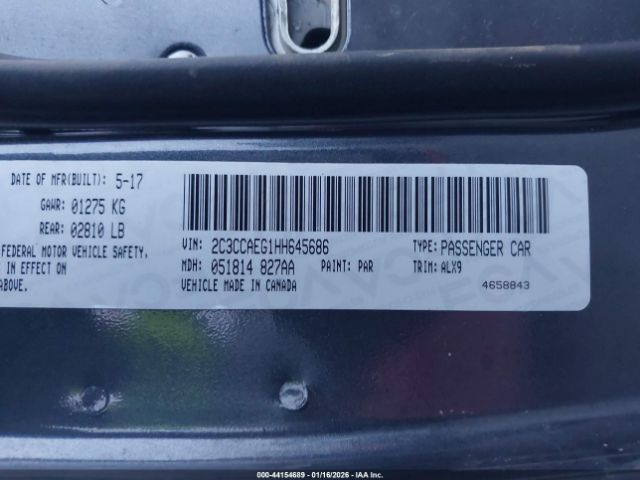 DATE OF MFR(BUILT): 5-17
GAWR: 01275 KG
REAR: 02810 LB
FEDERAL MOTOR VEHICLE SAFETY,
IN EFFECT ON
ABOVE.
VIN: 2C3CCAEG1HH645686
TYPE: PASSENGER CAR
MDH: 051814 827AA
PAINT: PAR
TRIM: ALX9
VEHICLE MADE IN CANADA
4658843
000-44154689 - 01/16/2026 - IAA Inc.